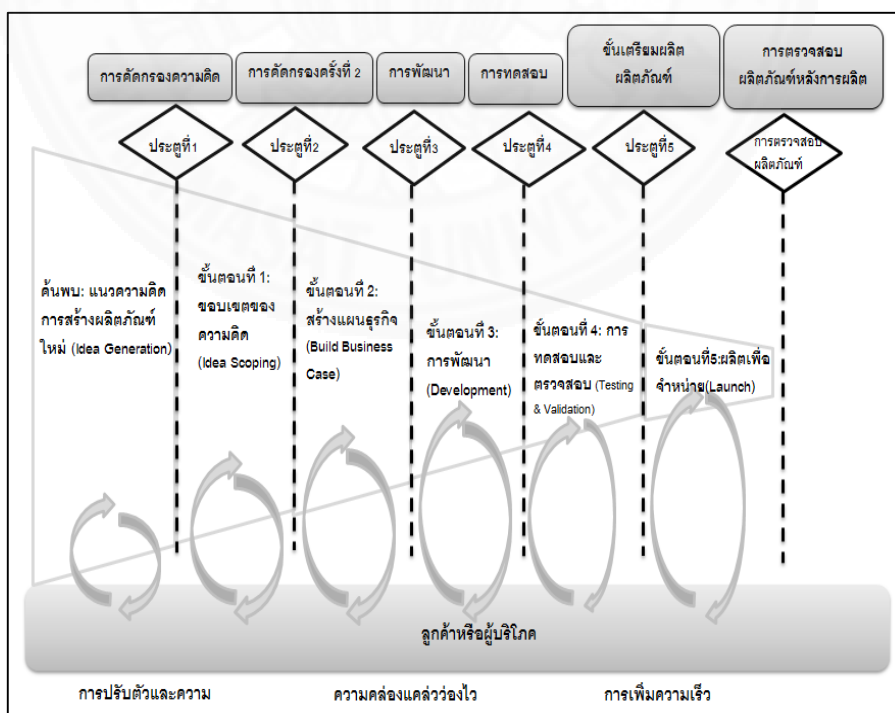 การคัดกรองความคิด
การคัดกรองครั้งที่ 2
การพัฒนา
การทดสอบ
ขั้นเตรียมผลิต
ผลิตภัณฑ์
การตรวจสอบ
ผลิตภัณฑ์หลังการผลิต
ประตูที่1
ประตูที่2
ประตูที่3
ประตูที่4
ประตูที่5
การตรวจสอบ
ผลิตภัณฑ์
ค้นพบ: แนวความคิด
การสร้างผลิตภัณฑ์
ใหม่ (Idea Generation)
ขั้นตอนที่ 1:
ขอบเขตของ
ความคิด
(Idea Scoping)
ขั้นตอนที่ 2:
สร้างแผนธุรกิจ
(Build Business
Case)
ขั้นตอนที่ 3:
การพัฒนา
(Development)
ขั้นตอนที่ 4: การ
ทดสอบและ
ตรวจสอบ (Testing
& Validation)
ขั้นตอนที่5:ผลิตเพื่อ
จำหน่าย(Launch)
ลูกค้าหรือผู้บริโภค
การปรับตัวและความ
ความคล่องแคล่วว่องไว
การเพิ่มความเร็ว